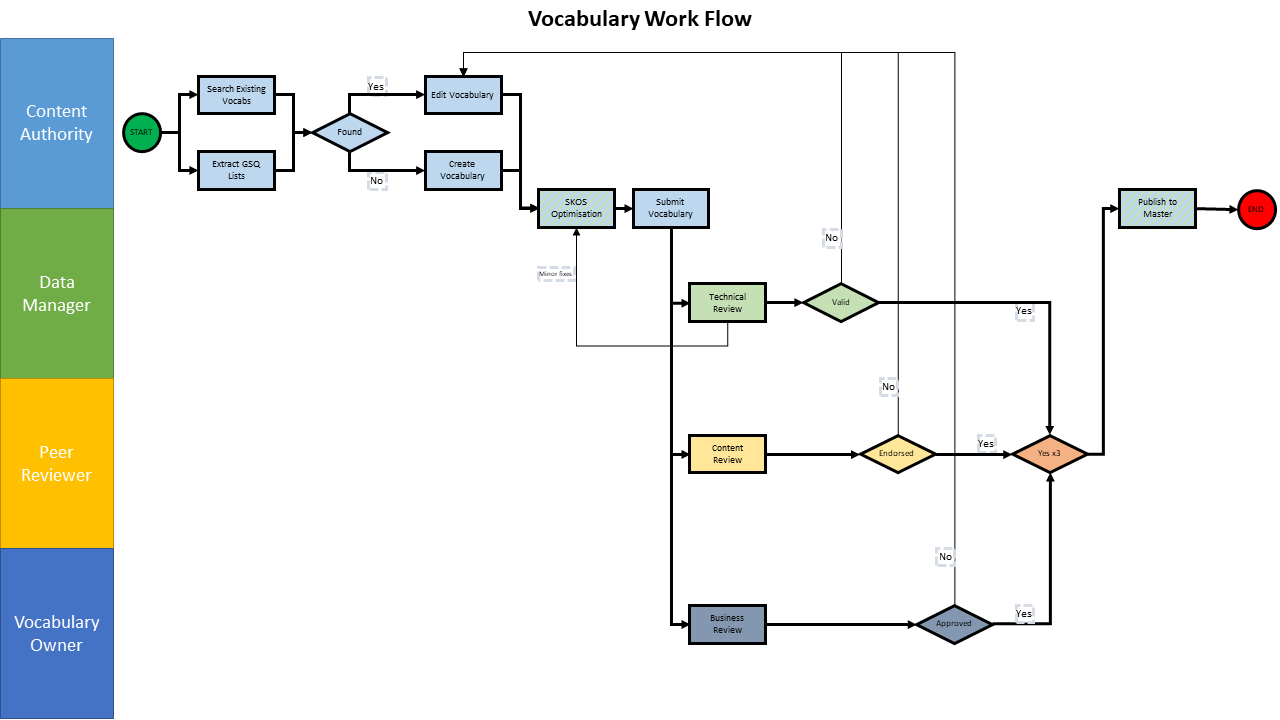 Vocabulary Work Flow
Content
Authority
START
Search Existing
Vocabs
Extract GSQ
Lists
Found
Yes
No
Edit Vocabulary
Create
Vocabulary
SKOS
Optimisation
Submit
Vocabulary
Publish to
Master
END
Data
Manager
Minor fixes
Technical
Review
No
Valid
Yes
Peer
Reviewer
Content
Review
No
Endorsed
Yes
Yes x3
Vocabulary
Owner
Business
Review
No
Approved
Yes